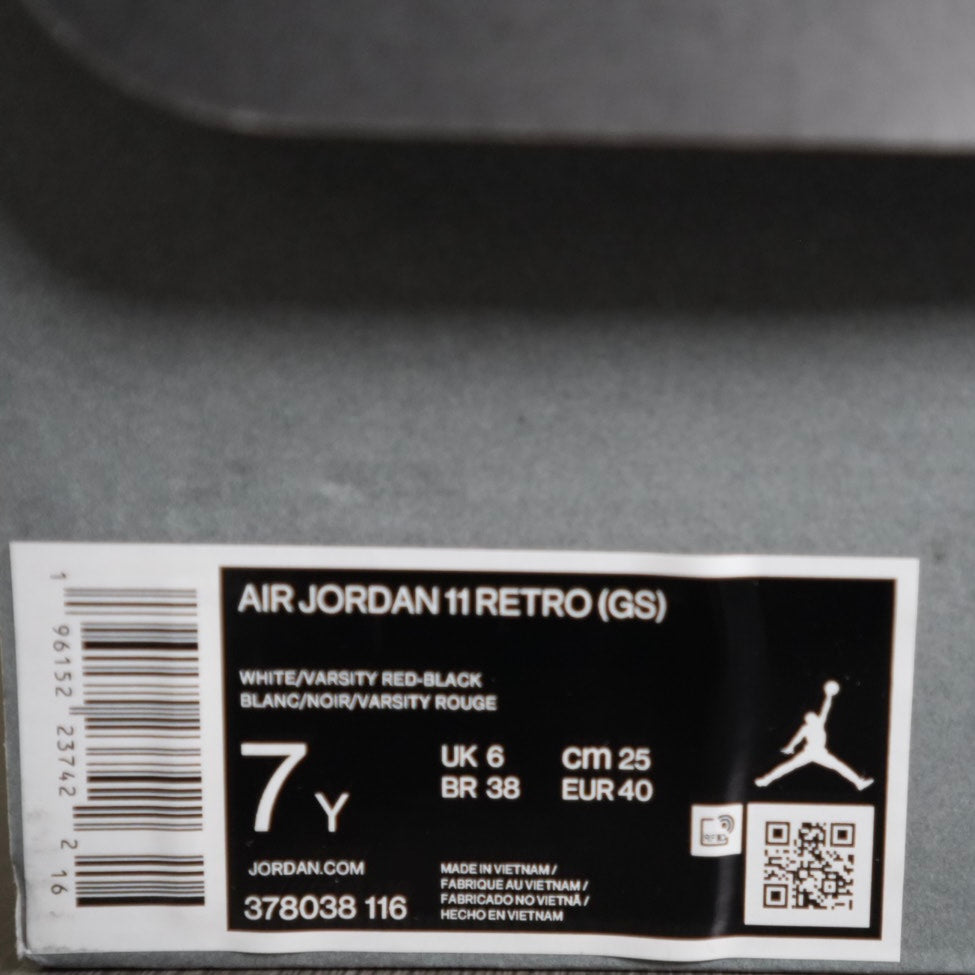 AIR JORDAN 11 RETRO (GS)
WHITE/VARSITY RED-BLACK
BLANC/NOIR/VARSITY ROUGE
7 Y
UK 6 cm 25
BR 38 EUR 40
JORDAN.COM
378038 116
MADE IN VIETNAM /
FABRIQUE AU VIETNAM /
FABRICADO NO VIETNÃ /
HECHO EN VIETNAM
RFID
1 96152 23742 2 16